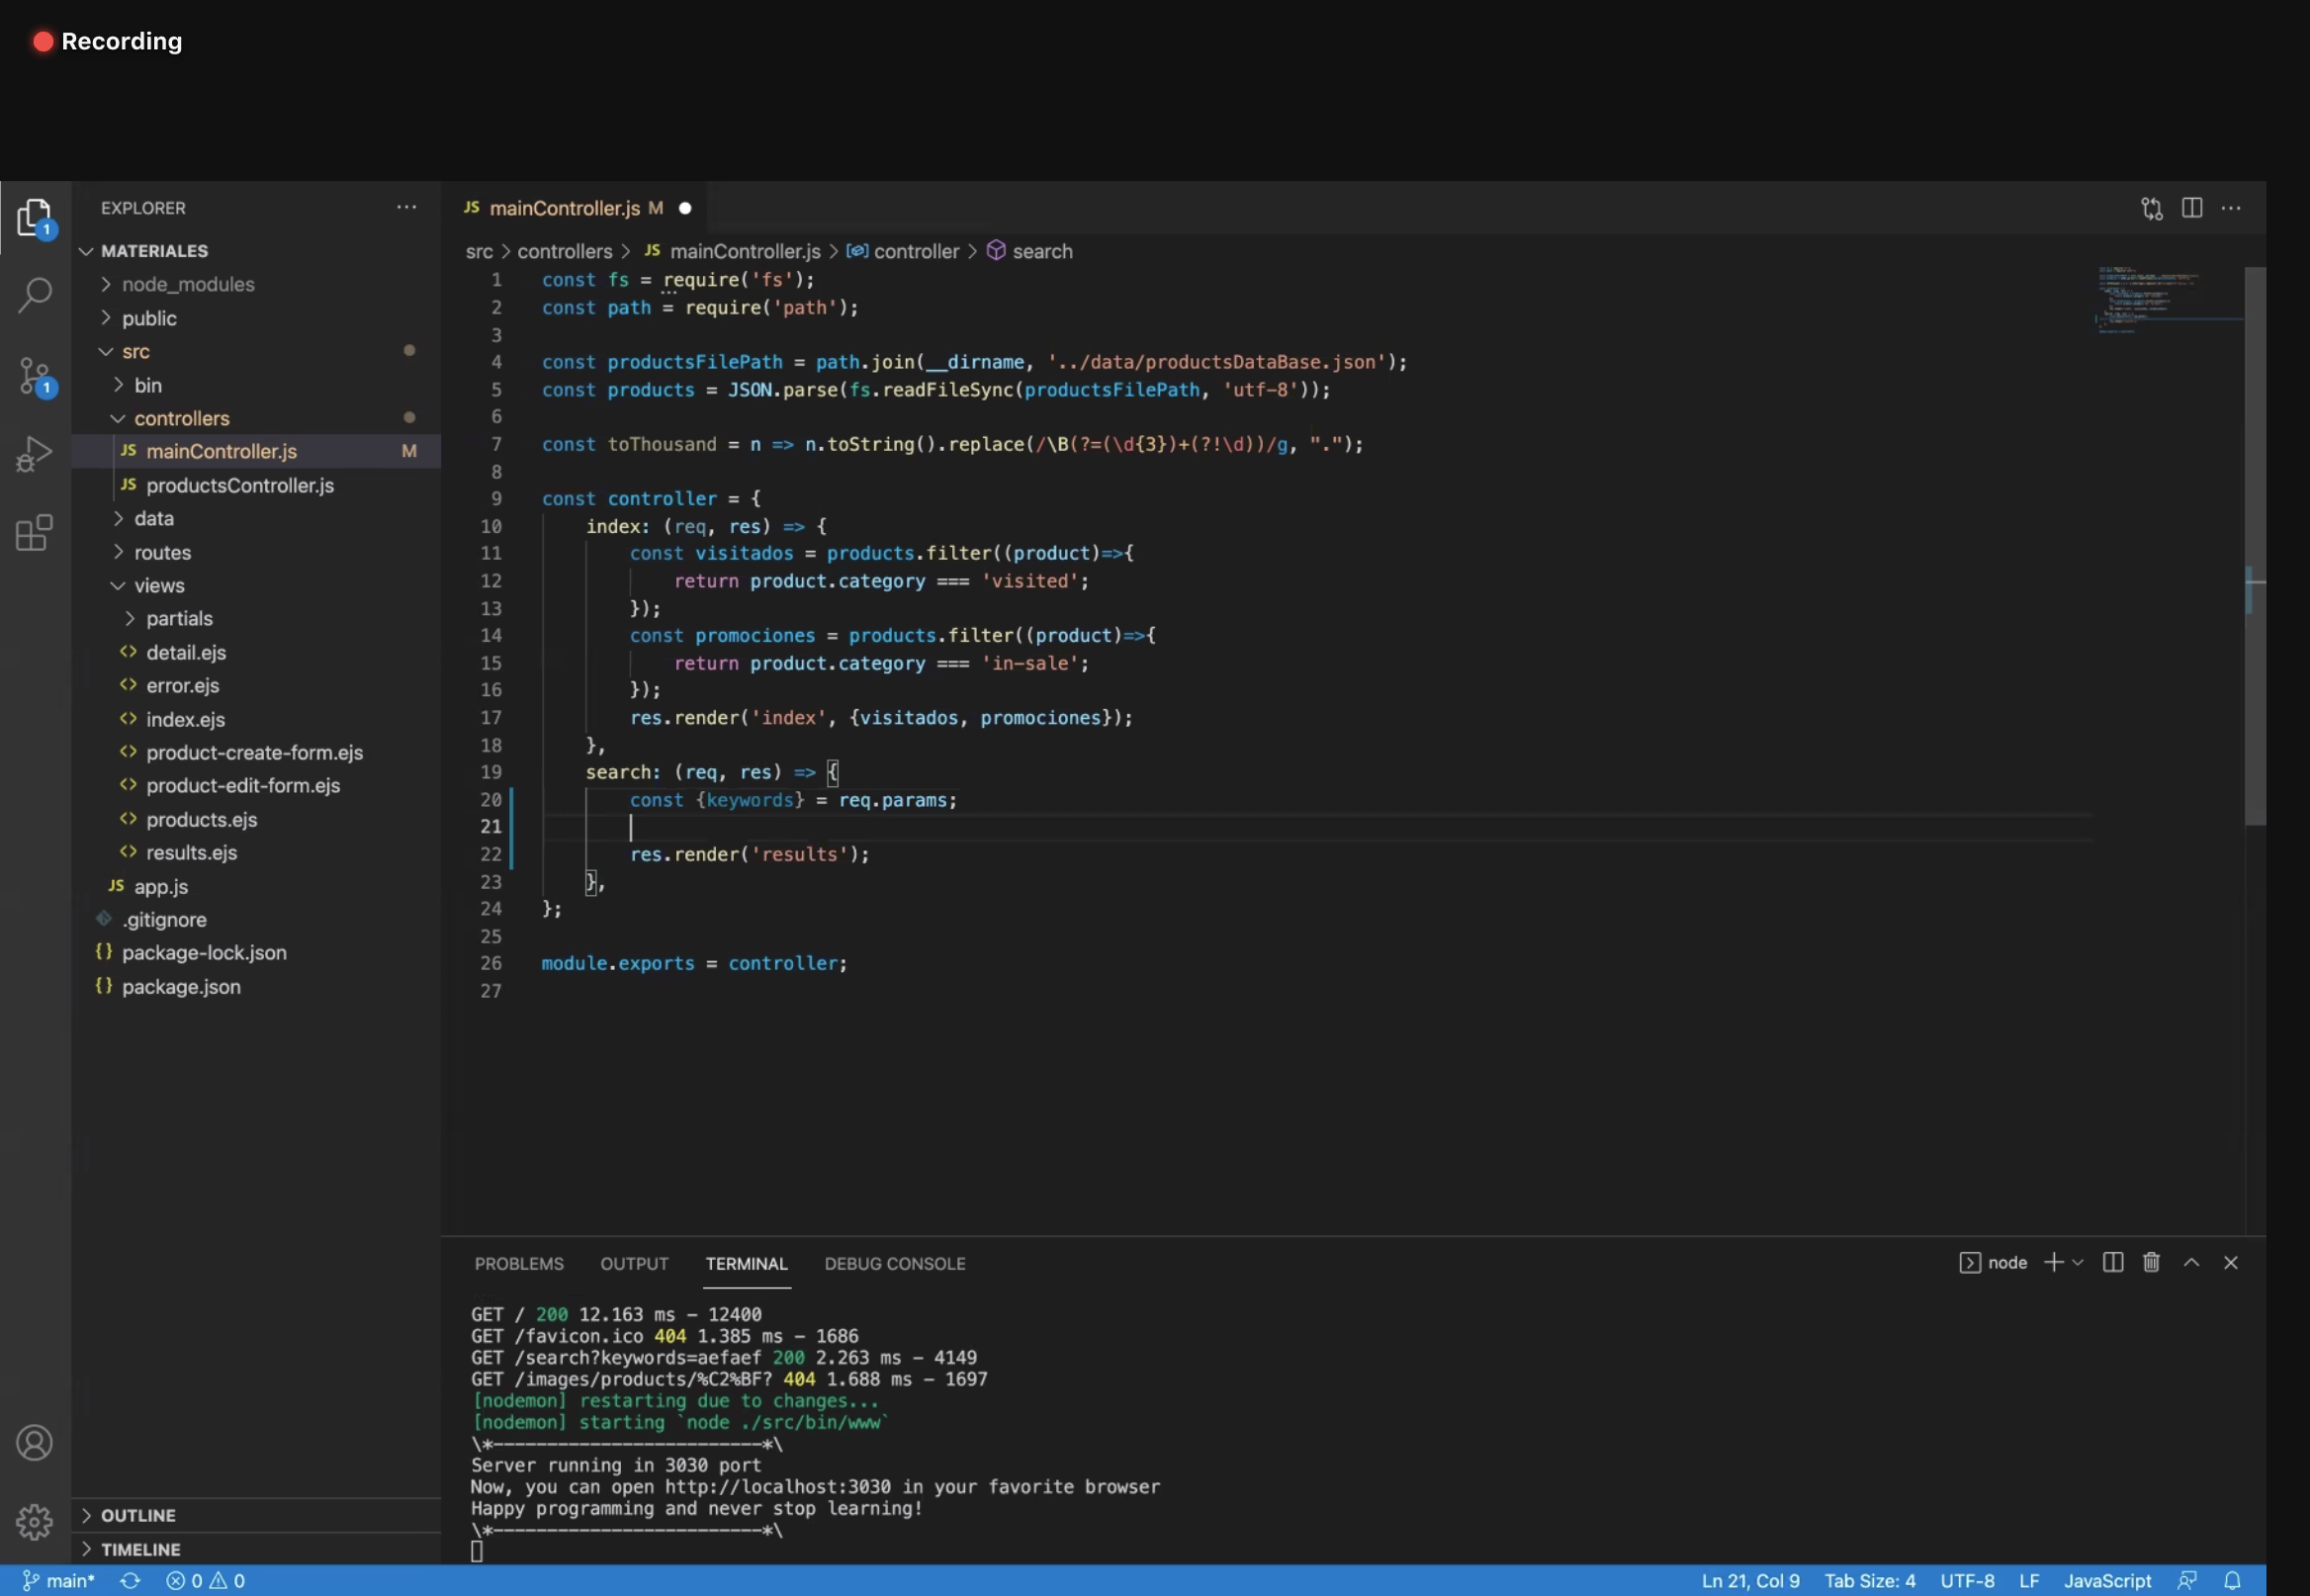 Recording
EXPLORER
MATERIALES
node_modules
public
src
bin
controllers
JS mainController.js M
JS productsController.js
data
routes
views
partials
<> detail.ejs
<> error.ejs
<> index.ejs
<> product-create-form.ejs
<> product-edit-form.ejs
<> products.ejs
<> results.ejs
JS app.js
.gitignore
{} package-lock.json
{} package.json
OUTLINE
TIMELINE
1
1
JS mainController.js M
src > controllers > JS mainController.js > controller > search
1 const fs = require('fs');
2 const path = require('path');
3
4 const productsFilePath = path.join(__dirname, '../data/productsDataBase.json');
5 const products = JSON.parse(fs.readFileSync(productsFilePath, 'utf-8'));
6
7 const toThousand = n => n.toString().replace(/\B(?=(\d{3})+(?!\d))/g, ".");
8
9 const controller = {
10 index: (req, res) => {
11 const visitados = products.filter((product)=>{
12 return product.category === 'visited';
13 });
14 const promociones = products.filter((product)=>{
15 return product.category === 'in-sale';
16 });
17 res.render('index', {visitados, promociones});
18 },
19 search: (req, res) => {
20 const {keywords} = req.params;
21
22 res.render('results');
23 },
24 };
25
26 module.exports = controller;
27
PROBLEMS OUTPUT TERMINAL DEBUG CONSOLE node
GET / 200 12.163 ms - 12400
GET /favicon.ico 404 1.385 ms - 1686
GET /search?keywords=aefaef 200 2.263 ms - 4149
GET /images/products/%C2%BF? 404 1.688 ms - 1697
[nodemon] restarting due to changes...
[nodemon] starting `node ./src/bin/www`
\*-------------------------*\
Server running in 3030 port
Now, you can open http://localhost:3030 in your favorite browser
Happy programming and never stop learning!
\*-------------------------*\
main* 0 0 Ln 21, Col 9 Tab Size: 4 UTF-8 LF JavaScript